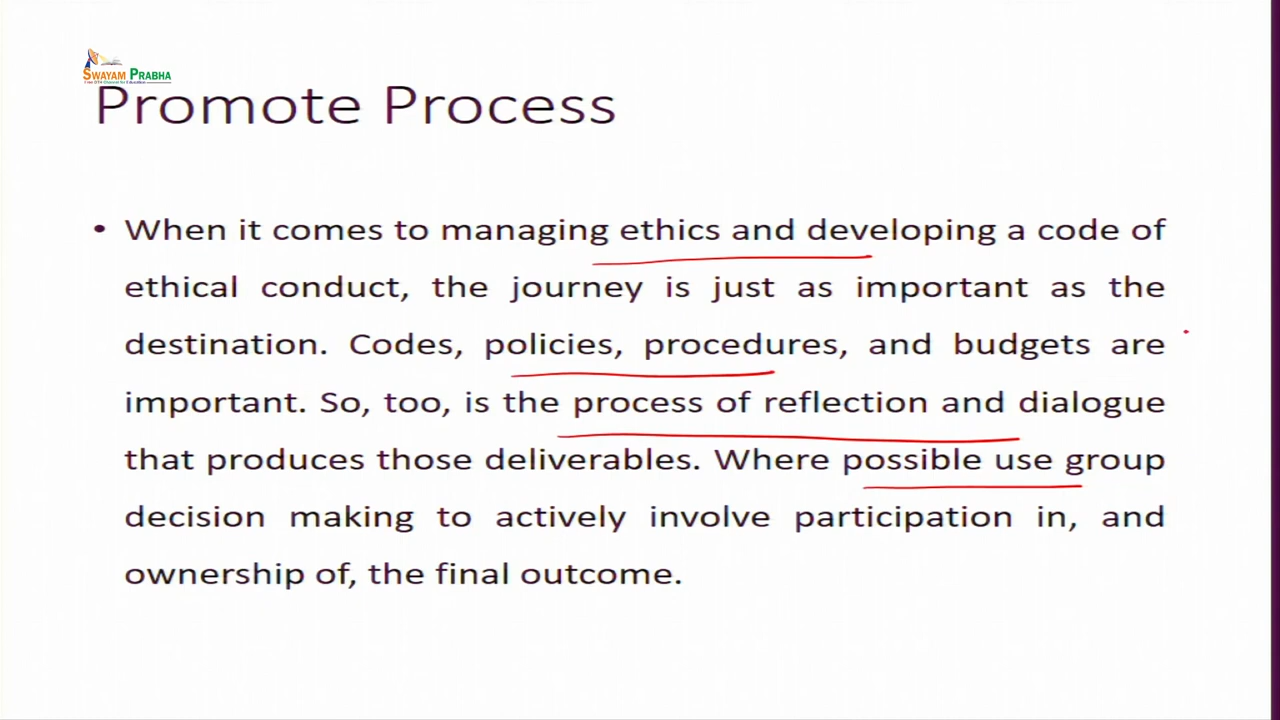 SWAYAM PRABHA
Promote Process
• When it comes to managing ethics and developing a code of
ethical conduct, the journey is just as important as the
destination. Codes, policies, procedures, and budgets are
important. So, too, is the process of reflection and dialogue
that produces those deliverables. Where possible use group
decision making to actively involve participation in, and
ownership of, the final outcome.